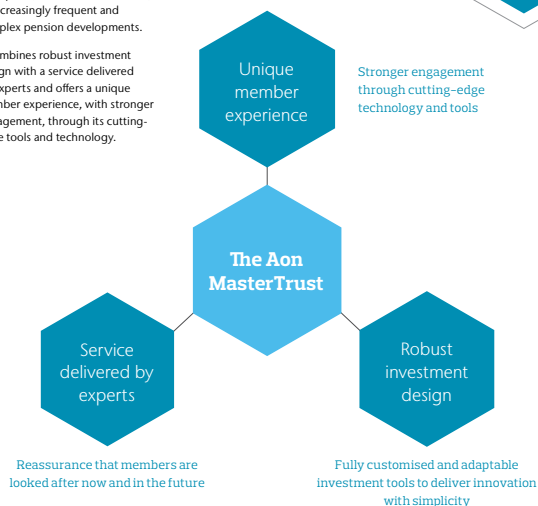 creasingly frequent and
plex pension developments.
mbines robust investment
gn with a service delivered
xperts and offers a unique
ber experience, with stronger
agement, through its cutting-
e tools and technology.
Unique
member
experience
Stronger engagement
through cutting-edge
technology and tools
The Aon
MasterTrust
Service
delivered by
experts
Robust
investment
design
Reassurance that members are
looked after now and in the future
Fully customised and adaptable
investment tools to deliver innovation
with simplicity